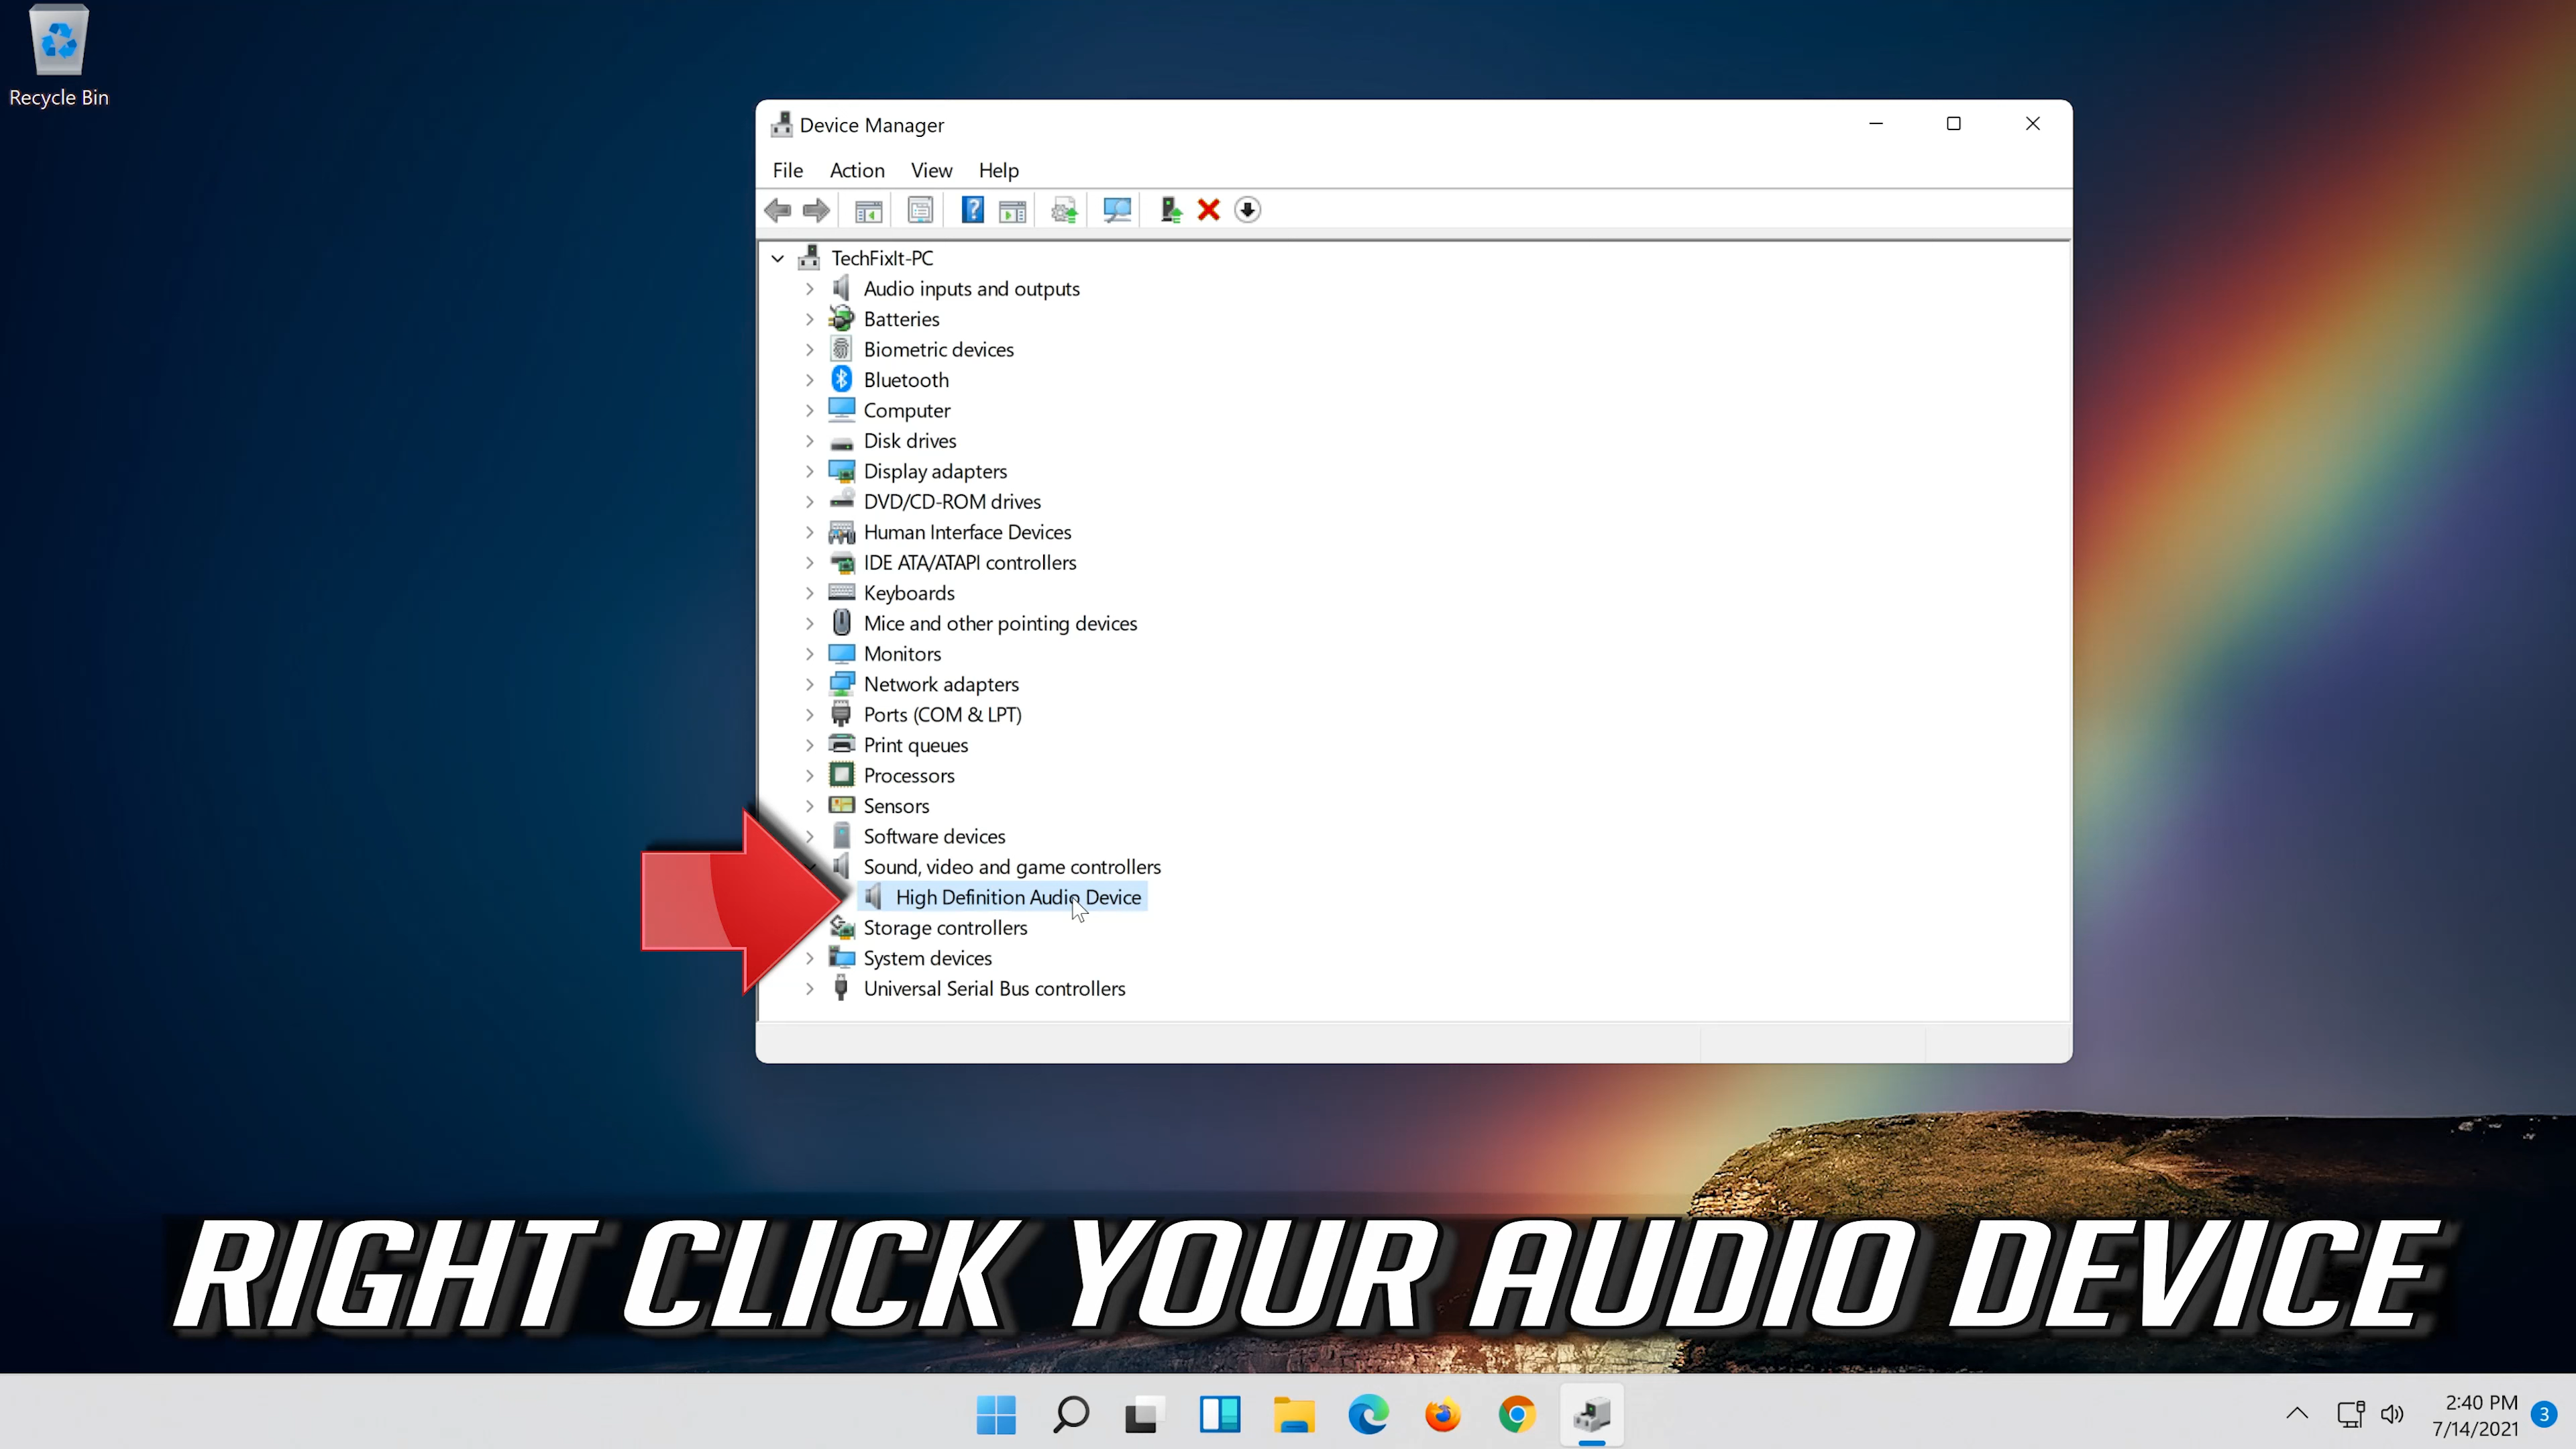 Recycle Bin
Device Manager
File Action View Help
TechFixIt-PC
Audio inputs and outputs
Batteries
Biometric devices
Bluetooth
Computer
Disk drives
Display adapters
DVD/CD-ROM drives
Human Interface Devices
IDE ATA/ATAPI controllers
Keyboards
Mice and other pointing devices
Monitors
Network adapters
Ports (COM & LPT)
Print queues
Processors
Sensors
Software devices
Sound, video and game controllers
High Definition Audio Device
Storage controllers
System devices
Universal Serial Bus controllers
RIGHT CLICK YOUR AUDIO DEVICE
2:40 PM
7/14/2021
3